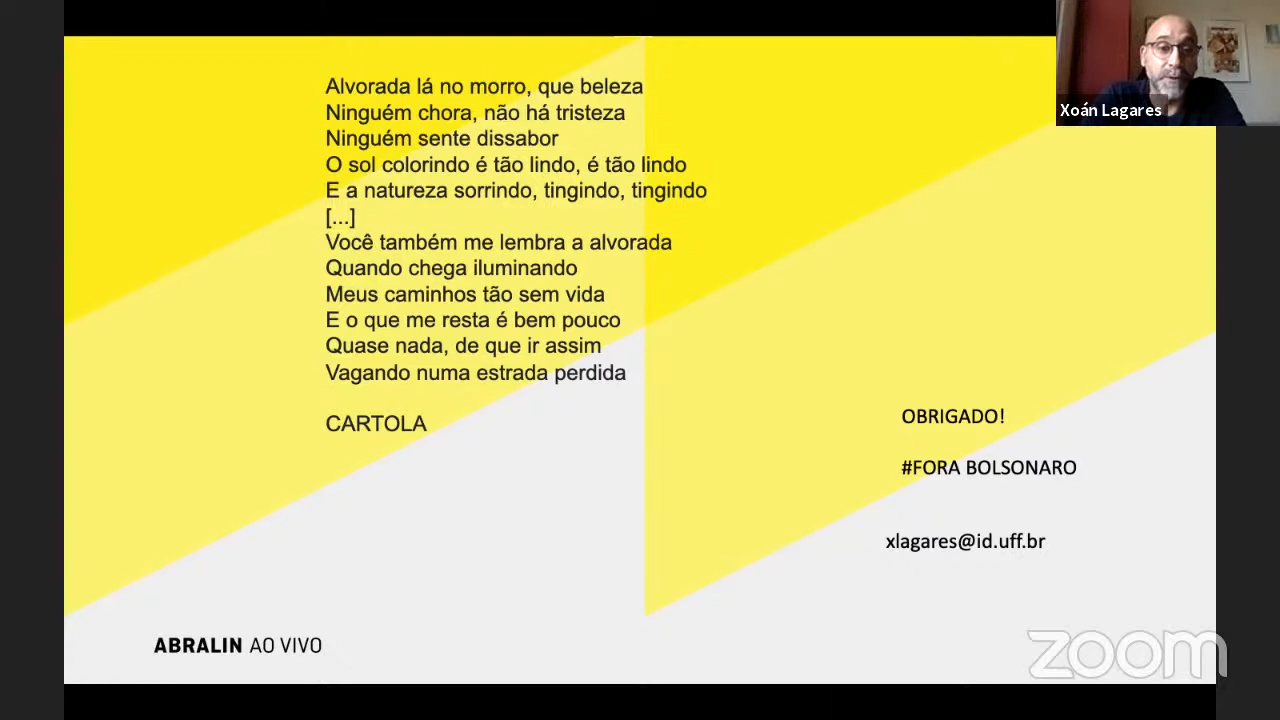 Alvorada lá no morro, que beleza
Ninguém chora, não há tristeza
Ninguém sente dissabor
O sol colorindo é tão lindo, é tão lindo
E a natureza sorrindo, tingindo, tingindo
[...]
Você também me lembra a alvorada
Quando chega iluminando
Meus caminhos tão sem vida
E o que me resta é bem pouco
Quase nada, de que ir assim
Vagando numa estrada perdida
CARTOLA
OBRIGADO!
#FORA BOLSONARO
xlagares@id.uff.br
ABRALIN AO VIVO
Xoán Lagares
zoom